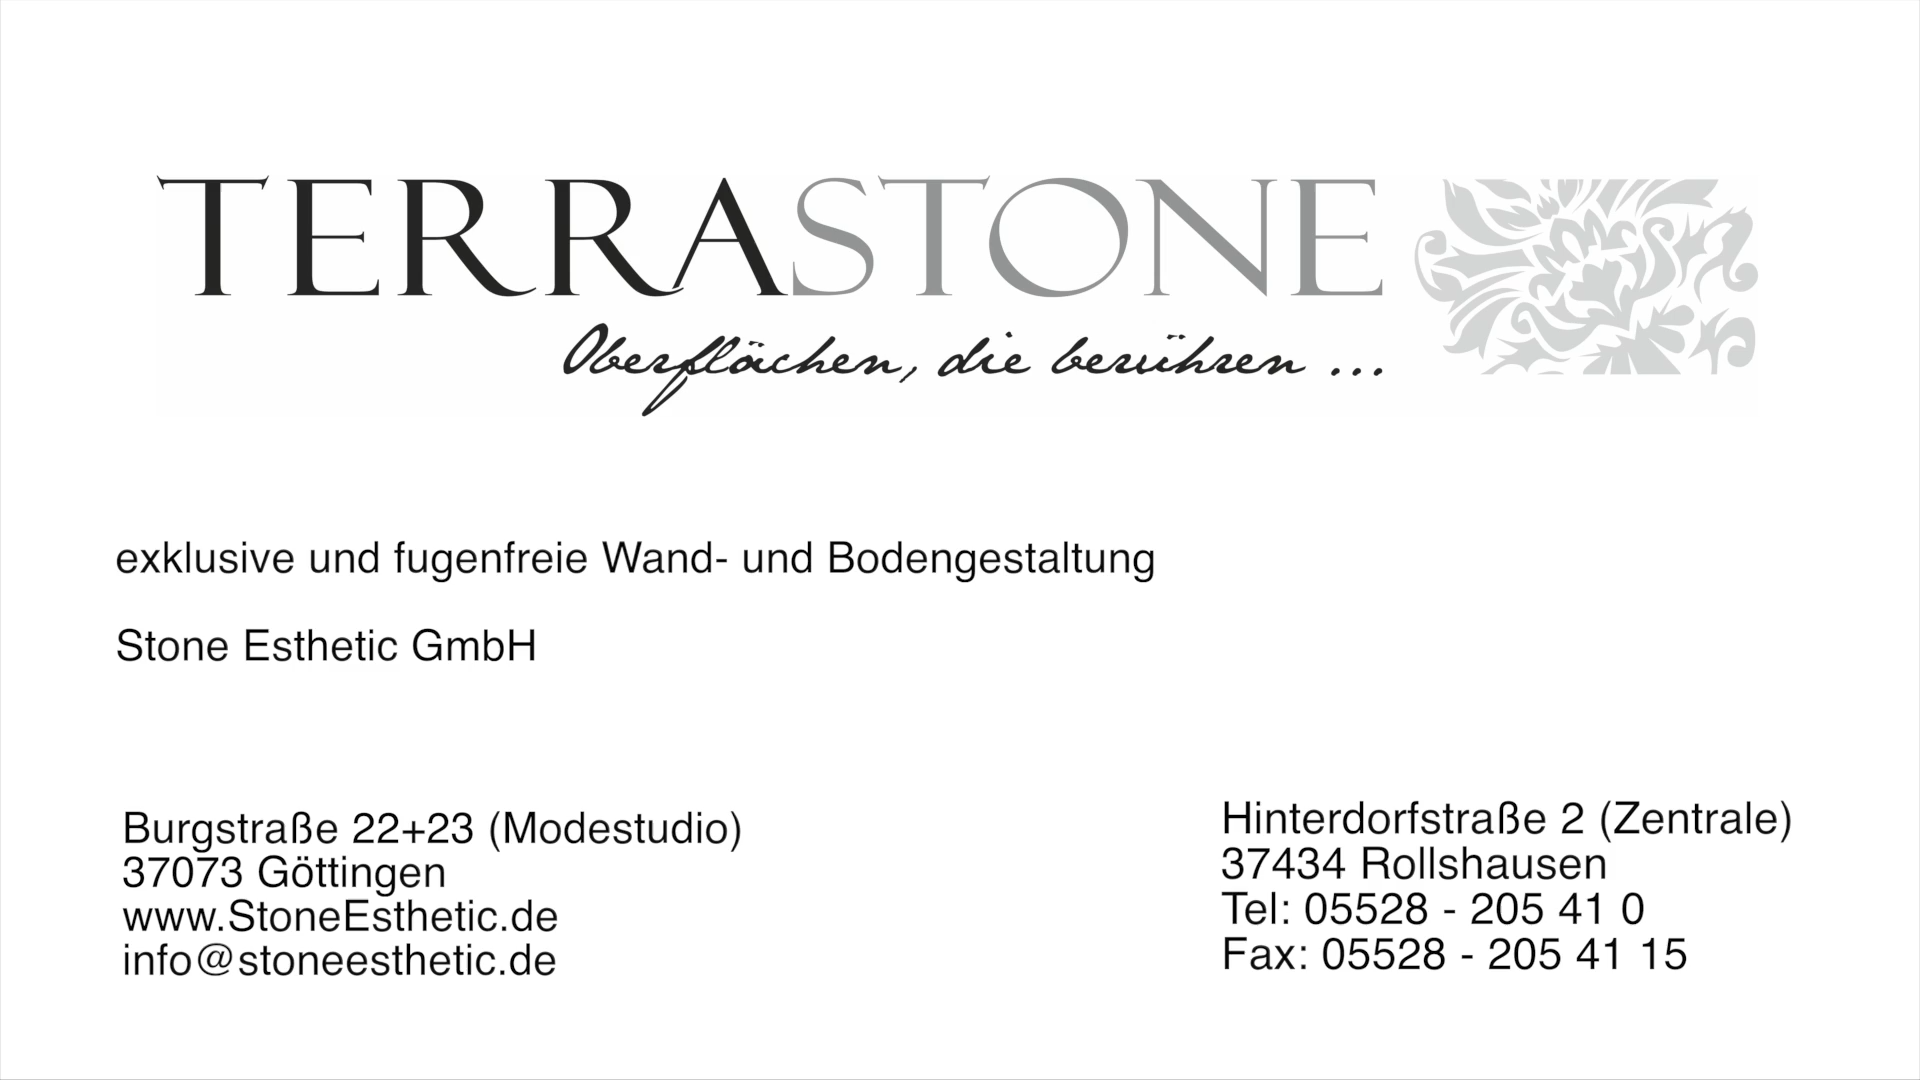 TERRASTONE
Oberflächen, die berühren ...
exklusive und fugenfreie Wand- und Bodengestaltung
Stone Esthetic GmbH
Burgstraße 22+23 (Modestudio)
37073 Göttingen
www.StoneEsthetic.de
info@stoneesthetic.de
Hinterdorfstraße 2 (Zentrale)
37434 Rollshausen
Tel: 05528 - 205 41 0
Fax: 05528 - 205 41 15